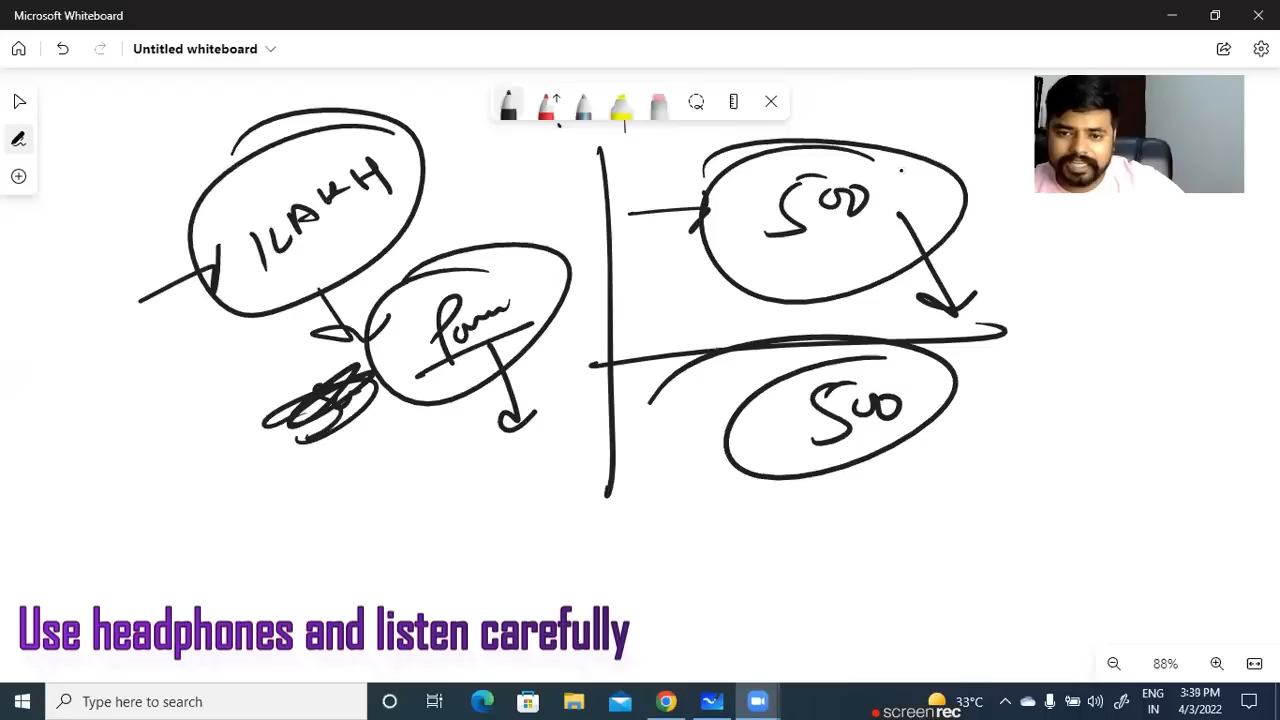 Microsoft Whiteboard
Untitled whiteboard
1LAKH
500
500
Use headphones and listen carefully
88%
Type here to search
33°C
ENG
IN
3:39 PM
4/3/2022
screenrec